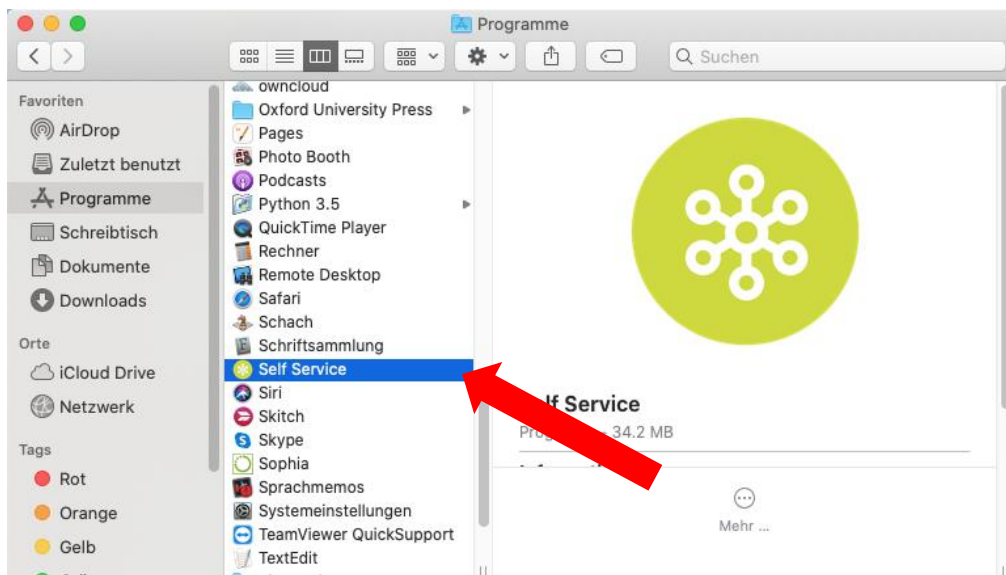 Programme
Suchen
Favoriten
AirDrop
Zuletzt benutzt
Programme
Schreibtisch
Dokumente
Downloads
Orte
iCloud Drive
Netzwerk
Tags
Rot
Orange
Gelb
owncloud
Oxford University Press
Pages
Photo Booth
Podcasts
Python 3.5
QuickTime Player
Rechner
Remote Desktop
Safari
Schach
Schriftsammlung
Self Service
Siri
Skitch
Skype
Sophia
Sprachmemos
Systemeinstellungen
TeamViewer QuickSupport
TextEdit
Service
34.2 MB
Mehr ...